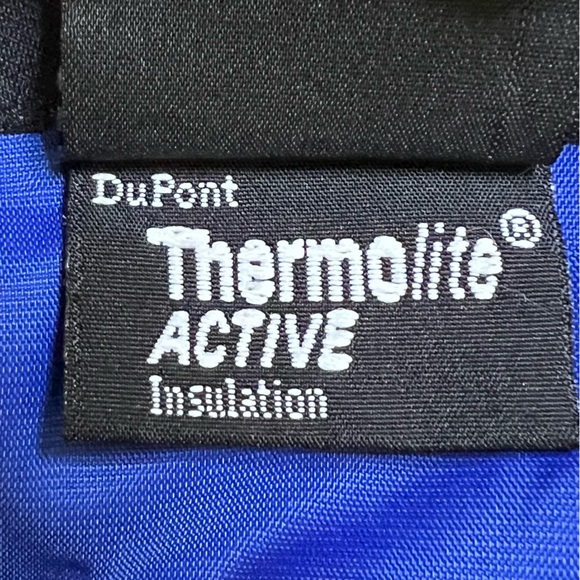 DuPont
Thermolite®
ACTIVE
Insulation